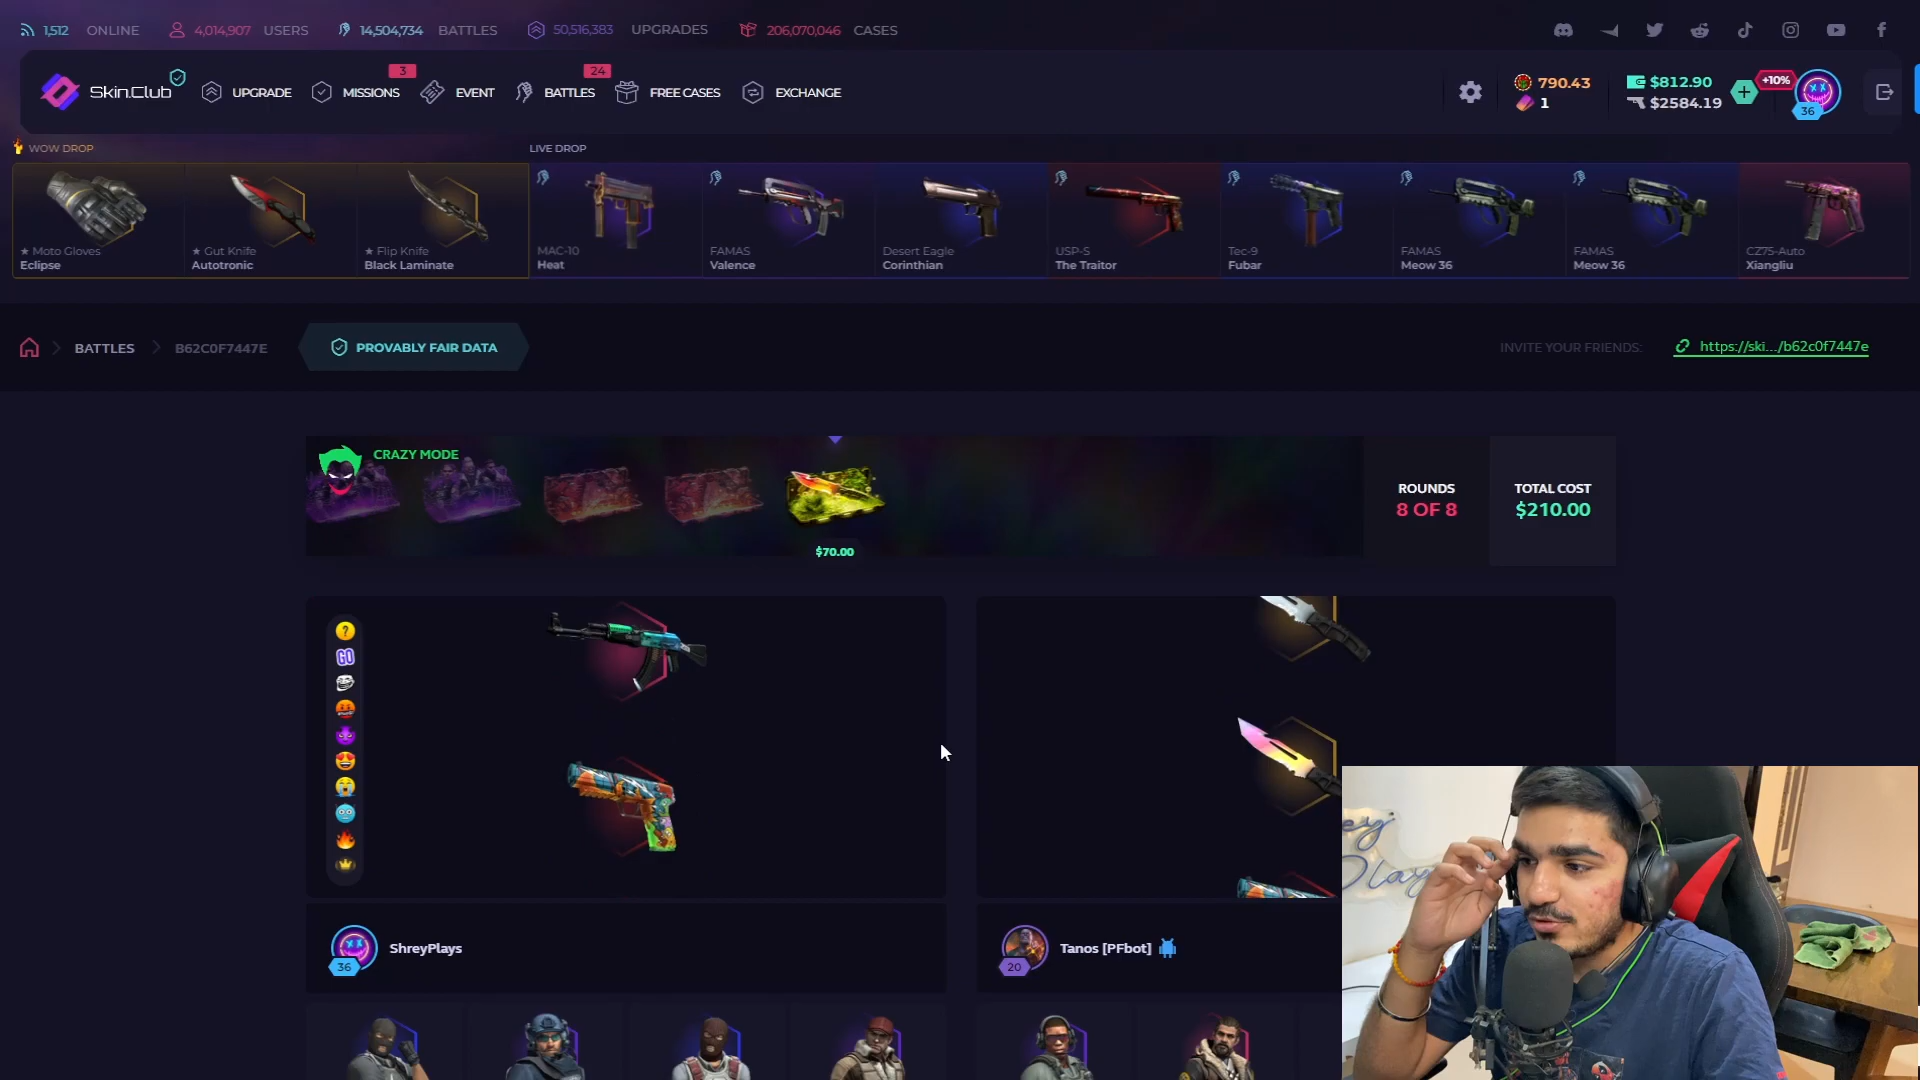 1,512 ONLINE 4,014,907 USERS 14,504,734 BATTLES 50,516,383 UPGRADES 206,070,046 CASES
Skin.Club UPGRADE MISSIONS 3 EVENT BATTLES 24 FREE CASES EXCHANGE
790.43
1
$812.90
$2584.19
+10%
36
WOW DROP
LIVE DROP
★ Moto Gloves
Eclipse
★ Gut Knife
Autotronic
★ Flip Knife
Black Laminate
MAC-10
Heat
FAMAS
Valence
Desert Eagle
Corinthian
USP-S
The Traitor
Tec-9
Fubar
FAMAS
Meow 36
FAMAS
Meow 36
CZ75-Auto
Xiangliu
BATTLES B62C0F7447E PROVABLY FAIR DATA INVITE YOUR FRIENDS: https://ski.../b62c0f7447e
CRAZY MODE
$70.00
ROUNDS
8 OF 8
TOTAL COST
$210.00
GO
ShreyPlays
36
Tanos [PFbot]
20